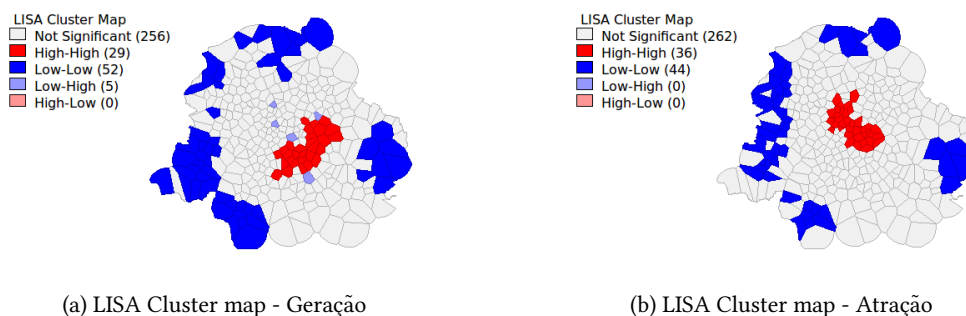 LISA Cluster Map
Not Significant (256)
High-High (29)
Low-Low (52)
Low-High (5)
High-Low (0)
(a) LISA Cluster map - Geração
LISA Cluster Map
Not Significant (262)
High-High (36)
Low-Low (44)
Low-High (0)
High-Low (0)
(b) LISA Cluster map - Atração